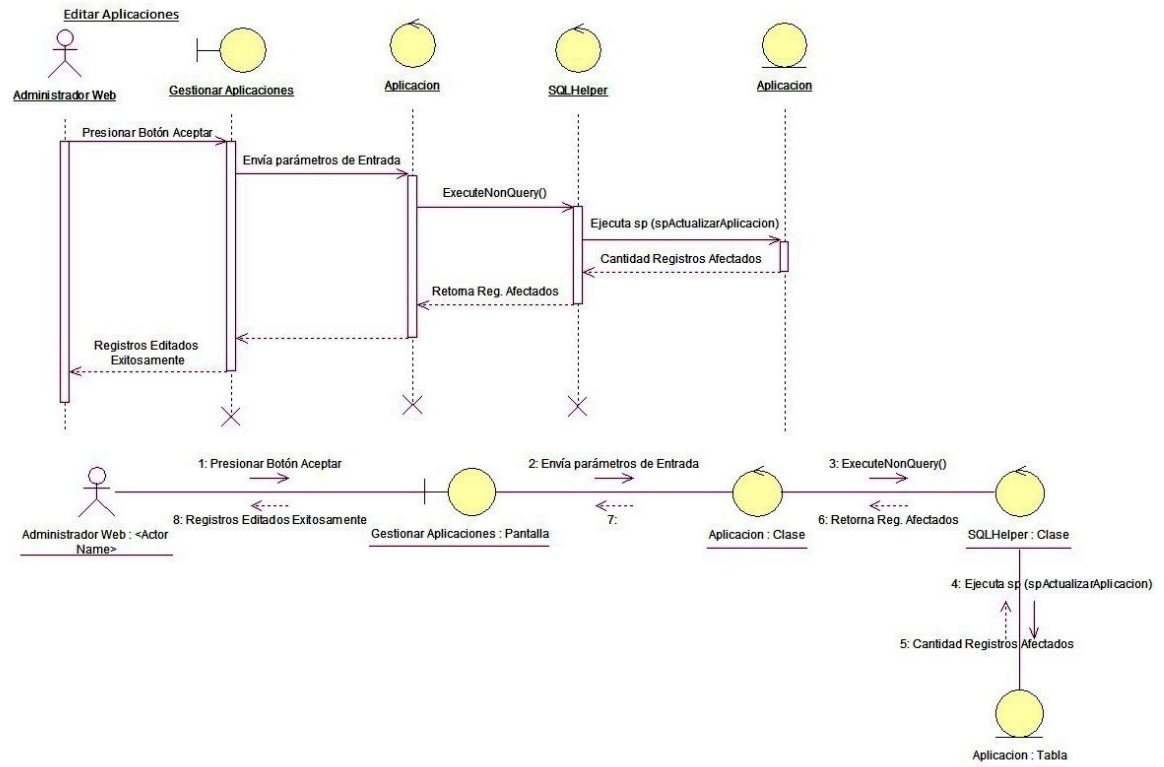 Editar Aplicaciones
Administrador Web
Gestionar Aplicaciones
Aplicacion
SQLHelper
Aplicacion
Presionar Botón Aceptar
Envía parámetros de Entrada
ExecuteNonQuery()
Ejecuta sp (spActualizarAplicacion)
Cantidad Registros Afectados
Retorna Reg. Afectados
Registros Editados
Exitosamente
1: Presionar Botón Aceptar
2: Envía parámetros de Entrada
3: ExecuteNonQuery()
8: Registros Editados Exitosamente
7:
6: Retorna Reg. Afectados
Administrador Web : <Actor
Name>
Gestionar Aplicaciones : Pantalla
Aplicacion : Clase
SQLHelper : Clase
4: Ejecuta sp (spActualizarAplicacion)
5: Cantidad Registros Afectados
Aplicacion : Tabla